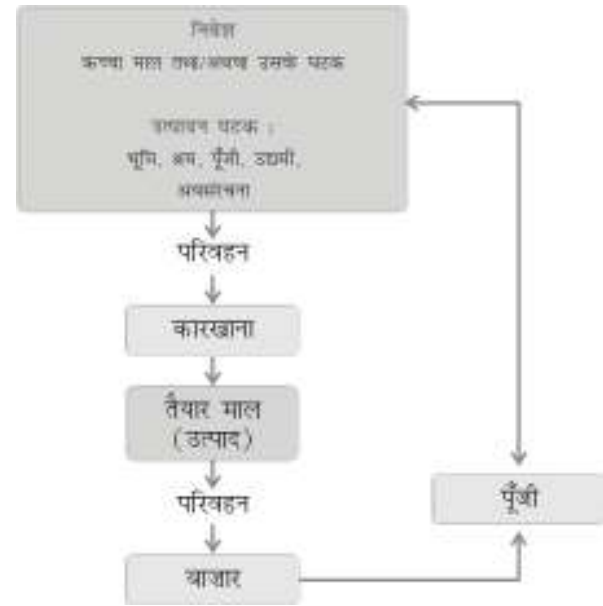 निवेश
कच्चा माल तथा/अथवा उसके घटक
उत्पादन घटक :
भूमि, श्रम, पूँजी, उद्यमी,
अवसंरचना
परिवहन
कारखाना
तैयार माल
(उत्पाद)
परिवहन
पूँजी
बाजार